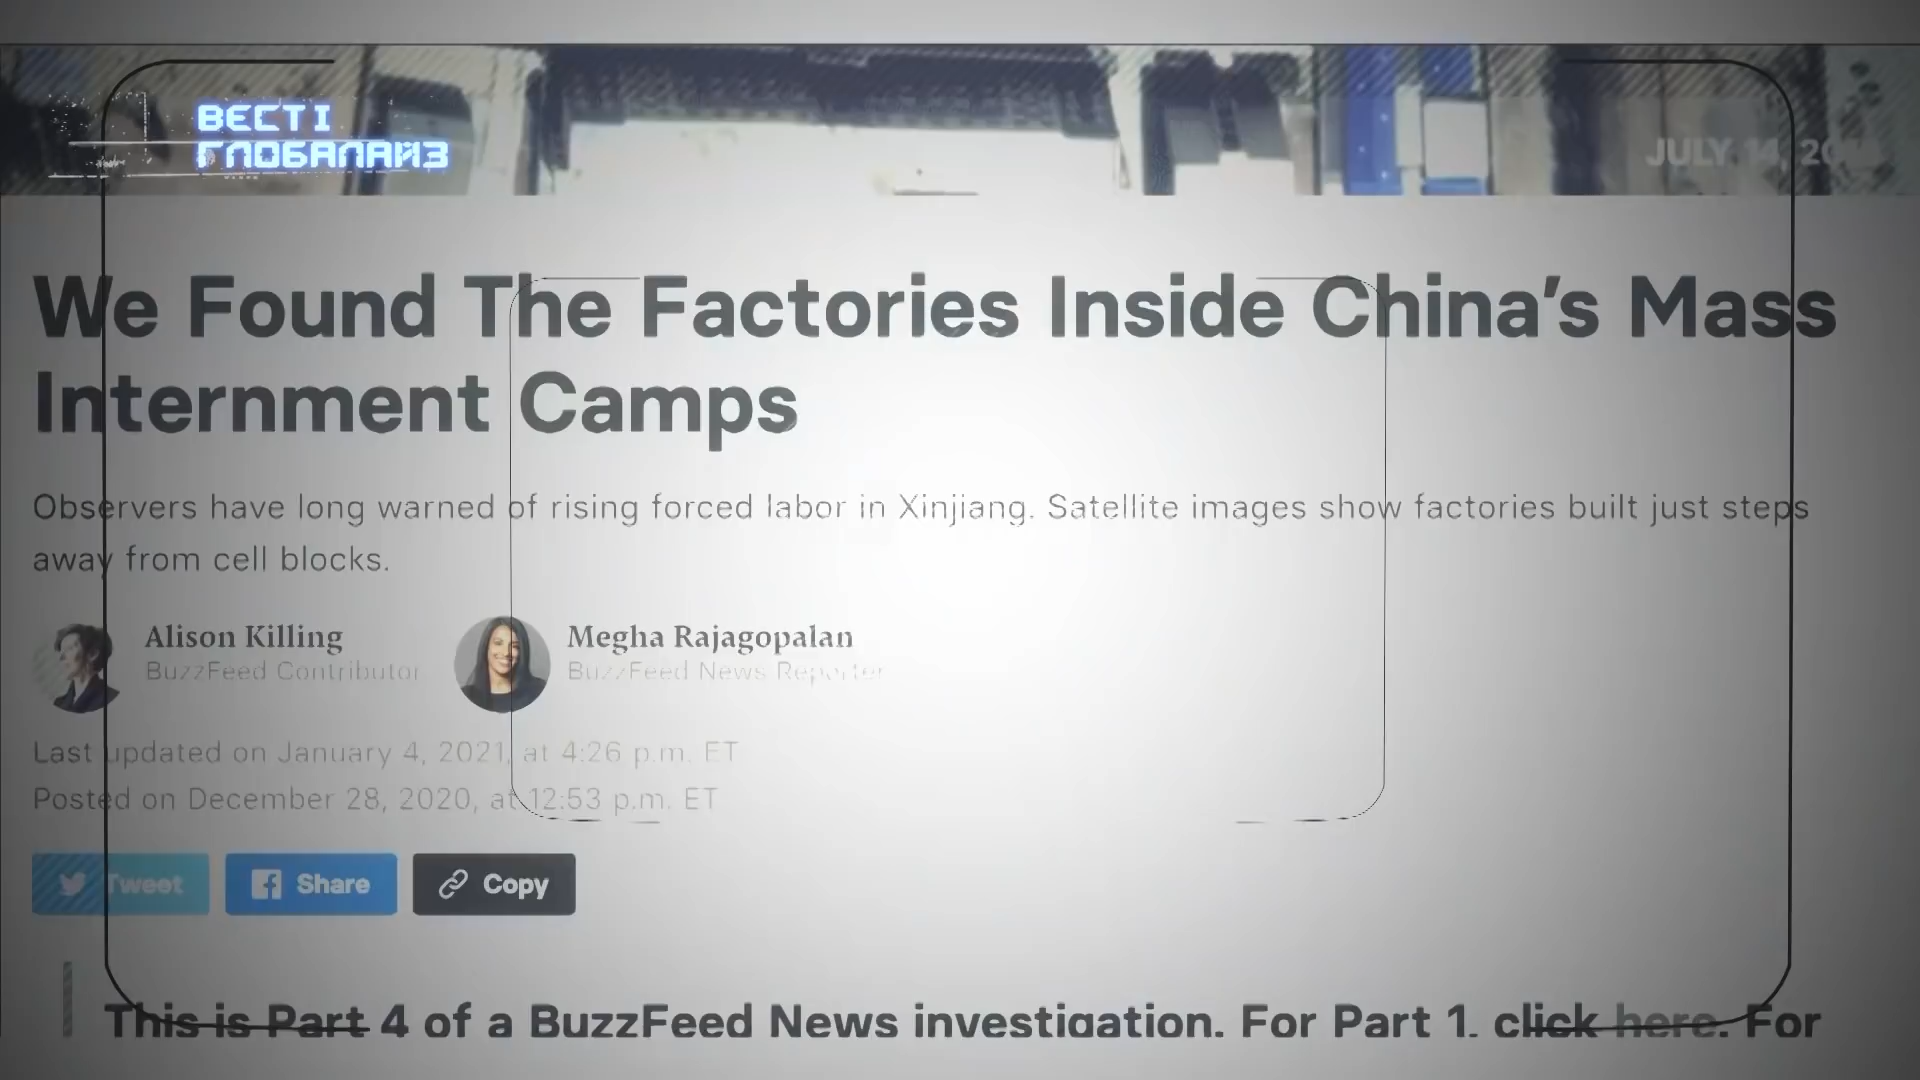 ВЕСТІ
ГЛОБАЛАЙЗ
JULY 14,
We Found The Factories Inside China’s Mass
Internment Camps
Observers have long warned of rising forced labor in Xinjiang. Satellite images show factories built just steps
away from cell blocks.
Alison Killing
BuzzFeed Contributor
Megha Rajagopalan
BuzzFeed News Reporter
Last updated on January 4, 2021, at 4:26 p.m. ET
Posted on December 28, 2020, at 12:53 p.m. ET
Tweet
Share
Copy
This is Part 4 of a BuzzFeed News investigation. For Part 1, click here. For